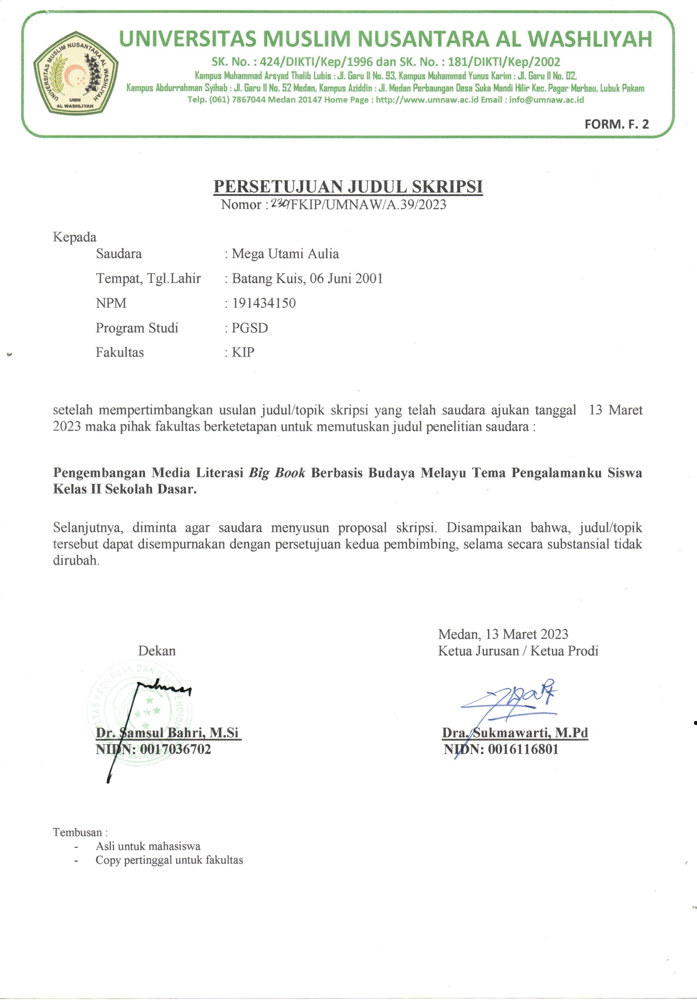 UNIVERSITAS MUSLIM NUSANTARA AL WASHLIYAH
UNIVERSITAS MUSLIM NUSANTARA AL WASHLIYAH
UMN
AL WASHLIYAH
SK. No. : 424/DIKTI/Kep/1996 dan SK. No. : 181/DIKTI/Kep/2002
Kampus Muhammad Arsyad Thalib Lubis : Jl. Garu II No. 93, Kampus Muhammad Yunus Karim : Jl. Garu II No. 02,
Kampus Abdurrahman Syihab : Jl. Garu II No. 52 Medan, Kampus Aziddin : Jl. Medan Perbaungan Desa Suka Mandi Hilir Kec. Pagar Merbau, Lubuk Pakam
Telp. (061) 7867044 Medan 20147 Home Page : http://www.umnaw.ac.id Email : info@umnaw.ac.id
FORM. F. 2
PERSETUJUAN JUDUL SKRIPSI
Nomor : 230/FKIP/UMNAW/A.39/2023
Kepada
Saudara : Mega Utami Aulia
Tempat, Tgl.Lahir : Batang Kuis, 06 Juni 2001
NPM : 191434150
Program Studi : PGSD
Fakultas : KIP
setelah mempertimbangkan usulan judul/topik skripsi yang telah saudara ajukan tanggal 13 Maret
2023 maka pihak fakultas berketetapan untuk memutuskan judul penelitian saudara :
Pengembangan Media Literasi Big Book Berbasis Budaya Melayu Tema Pengalamanku Siswa
Kelas II Sekolah Dasar.
Selanjutnya, diminta agar saudara menyusun proposal skripsi. Disampaikan bahwa, judul/topik
tersebut dapat disempurnakan dengan persetujuan kedua pembimbing, selama secara substansial tidak
dirubah.
Medan, 13 Maret 2023
Dekan Ketua Jurusan / Ketua Prodi
Dr. Samsul Bahri, M.Si Dra. Sukmawarti, M.Pd
NIDN: 0017036702 NIDN: 0016116801
Tembusan :
- Asli untuk mahasiswa
- Copy pertinggal untuk fakultas